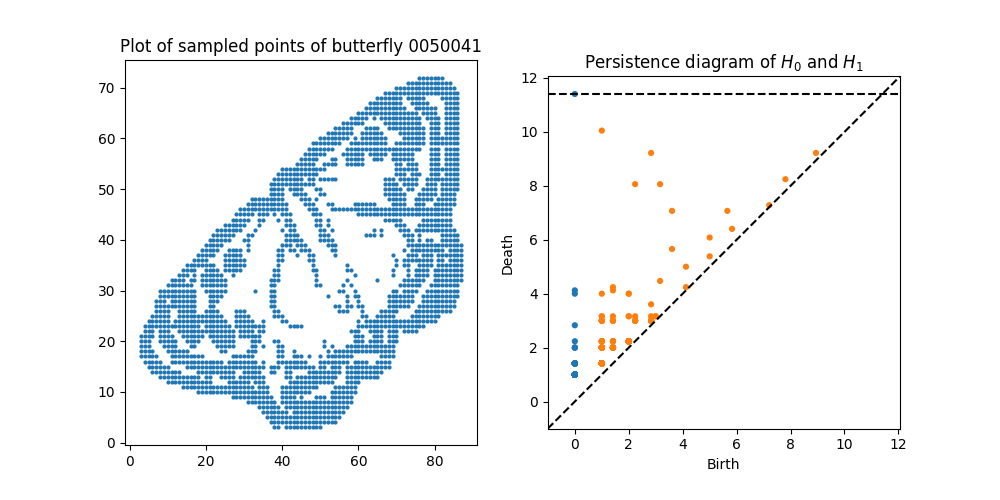 Plot of sampled points of butterfly 0050041
70
60
50
40
30
20
10
0
0 20 40 60 80
Persistence diagram of H₀ and H₁
Death
12
10
8
6
4
2
0
0 2 4 6 8 10 12
Birth